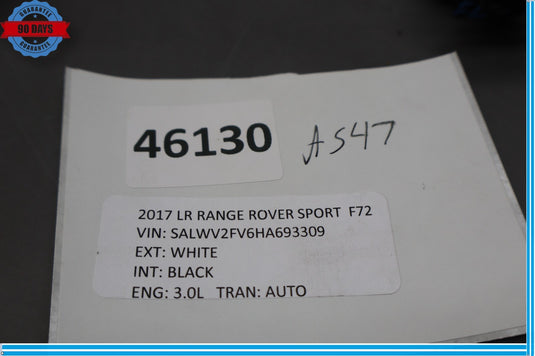 GUARANTEE
90 DAYS
GUARANTEE
46130
AS47
2017 LR RANGE ROVER SPORT F72
VIN: SALWV2FV6HA693309
EXT: WHITE
INT: BLACK
ENG: 3.0L TRAN: AUTO